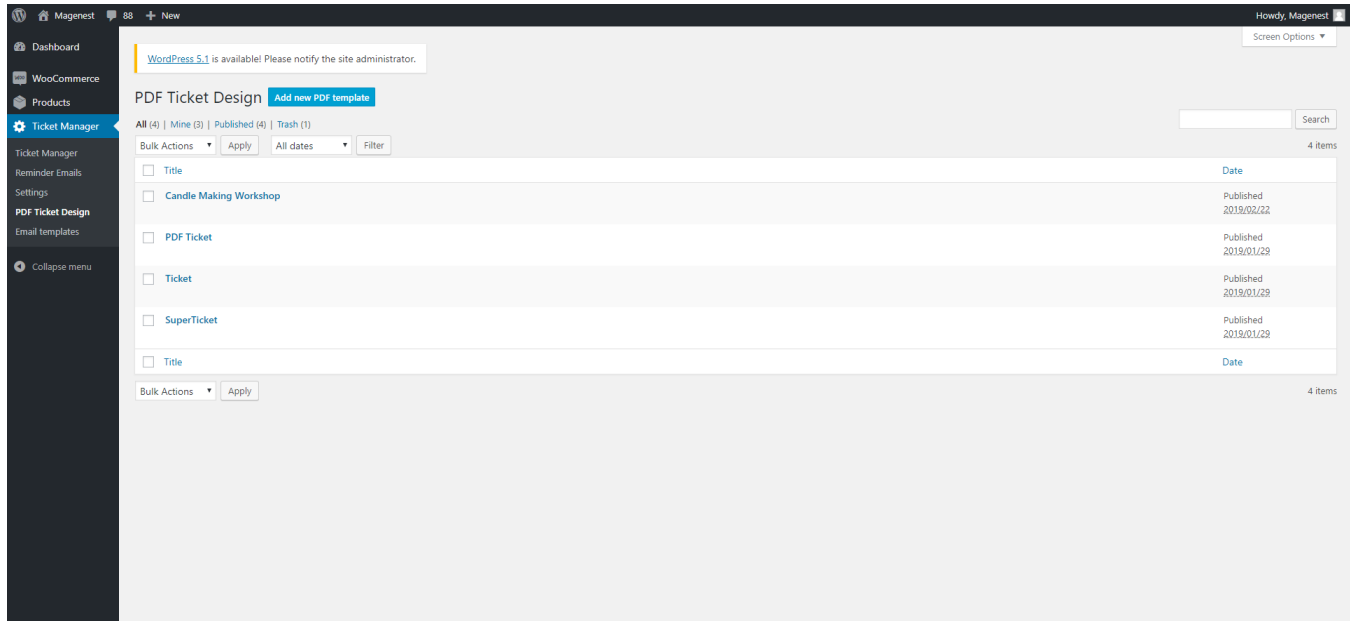 Magenest 88 + New Howdy, Magenest
Screen Options ▼
Dashboard
WordPress 5.1 is available! Please notify the site administrator.
WooCommerce
Products
PDF Ticket Design Add new PDF template
Ticket Manager
All (4) | Mine (3) | Published (4) | Trash (1)
Search
Bulk Actions Apply All dates Filter
4 items
Ticket Manager
Reminder Emails
Settings
PDF Ticket Design
Email templates
Collapse menu
Title Date
Candle Making Workshop Published
2019/02/22
PDF Ticket Published
2019/01/29
Ticket Published
2019/01/29
SuperTicket Published
2019/01/29
Title Date
Bulk Actions Apply 4 items